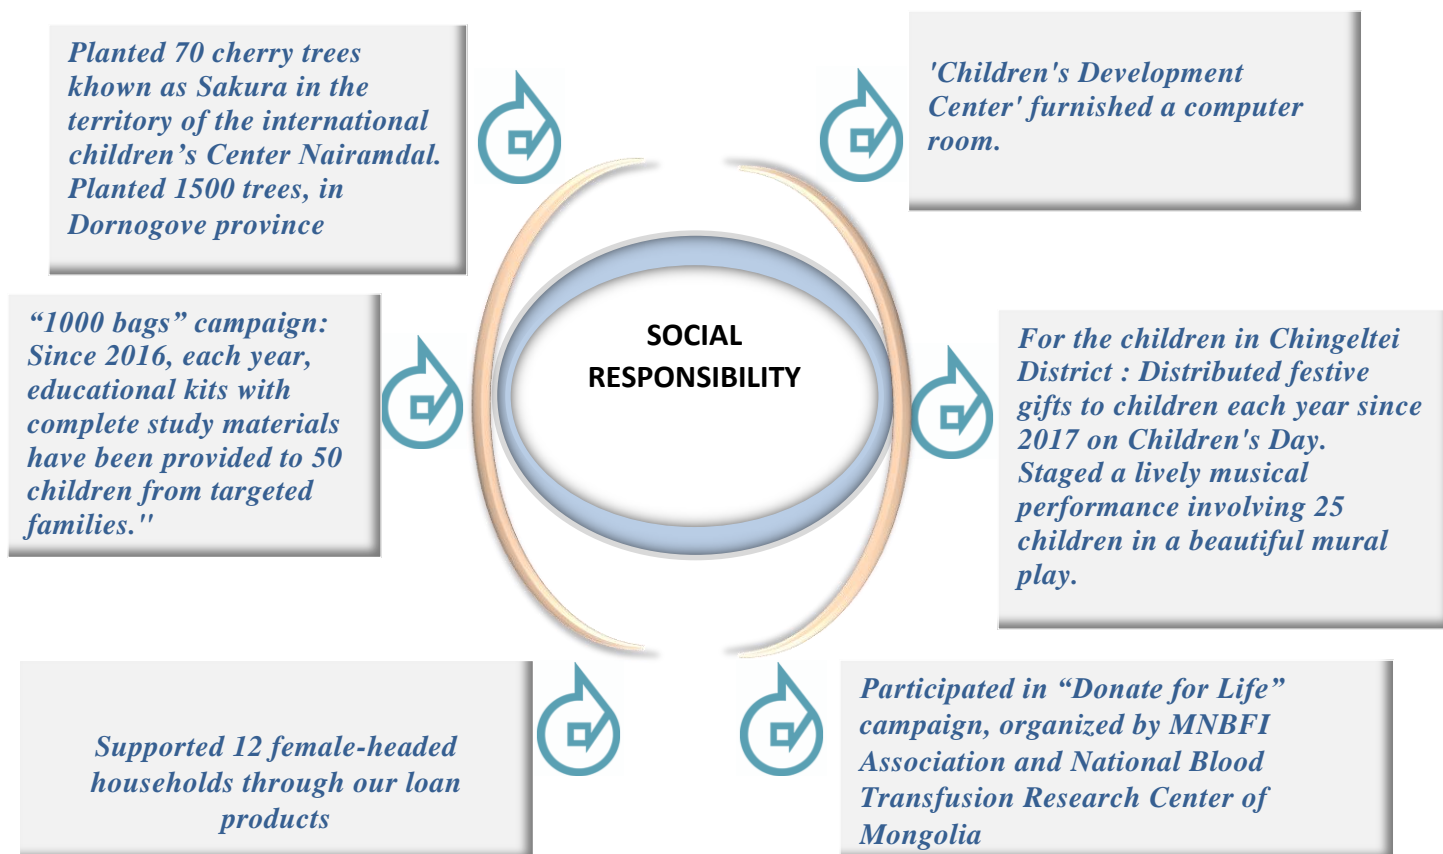 Planted 70 cherry trees
khown as Sakura in the
territory of the international
children’s Center Nairamdal.
Planted 1500 trees, in
Dornogove province
'Children's Development
Center' furnished a computer
room.
“1000 bags” campaign:
Since 2016, each year,
educational kits with
complete study materials
have been provided to 50
children from targeted
families."
SOCIAL
RESPONSIBILITY
For the children in Chingeltei
District : Distributed festive
gifts to children each year since
2017 on Children's Day.
Staged a lively musical
performance involving 25
children in a beautiful mural
play.
Supported 12 female-headed
households through our loan
products
Participated in “Donate for Life”
campaign, organized by MNBFI
Association and National Blood
Transfusion Research Center of
Mongolia